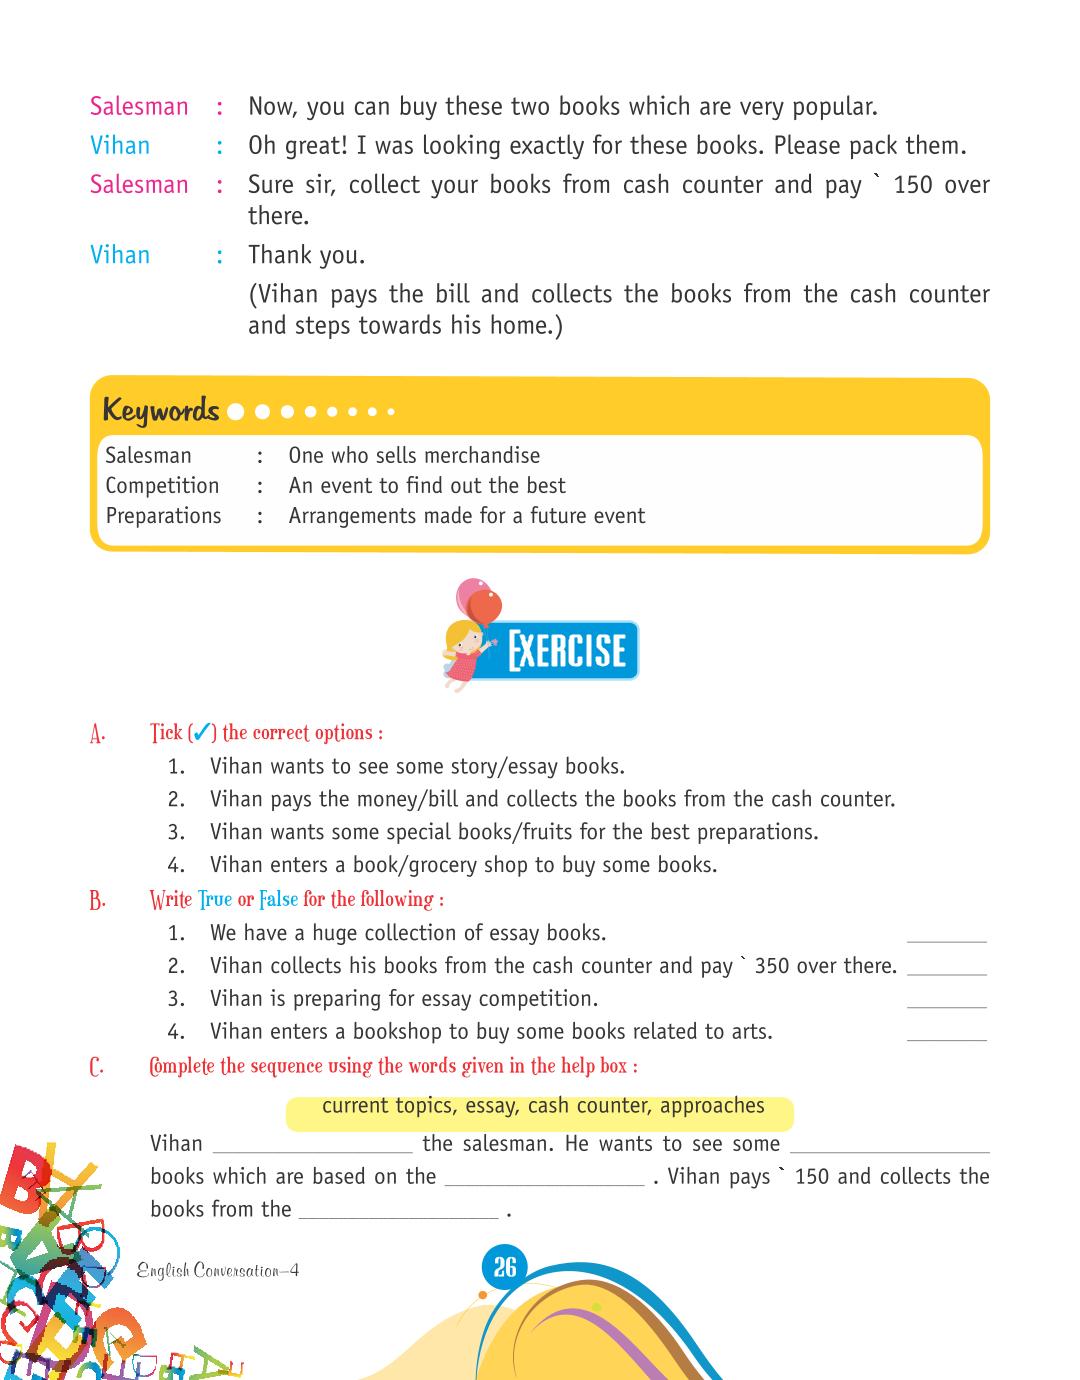 Salesman : Now, you can buy these two books which are very popular.
Vihan : Oh great! I was looking exactly for these books. Please pack them.
Salesman : Sure sir, collect your books from cash counter and pay ` 150 over
there.
Vihan : Thank you.
(Vihan pays the bill and collects the books from the cash counter
and steps towards his home.)
Keywords
Salesman : One who sells merchandise
Competition : An event to find out the best
Preparations : Arrangements made for a future event
EXERCISE
A. Tick (✓) the correct options :
1. Vihan wants to see some story/essay books.
2. Vihan pays the money/bill and collects the books from the cash counter.
3. Vihan wants some special books/fruits for the best preparations.
4. Vihan enters a book/grocery shop to buy some books.
B. Write True or False for the following :
1. We have a huge collection of essay books. ________
2. Vihan collects his books from the cash counter and pay ` 350 over there. ________
3. Vihan is preparing for essay competition. ________
4. Vihan enters a bookshop to buy some books related to arts. ________
C. Complete the sequence using the words given in the help box :
current topics, essay, cash counter, approaches
Vihan ____________________ the salesman. He wants to see some ____________________
books which are based on the ____________________ . Vihan pays ` 150 and collects the
books from the ____________________ .
English Conversation–4
26